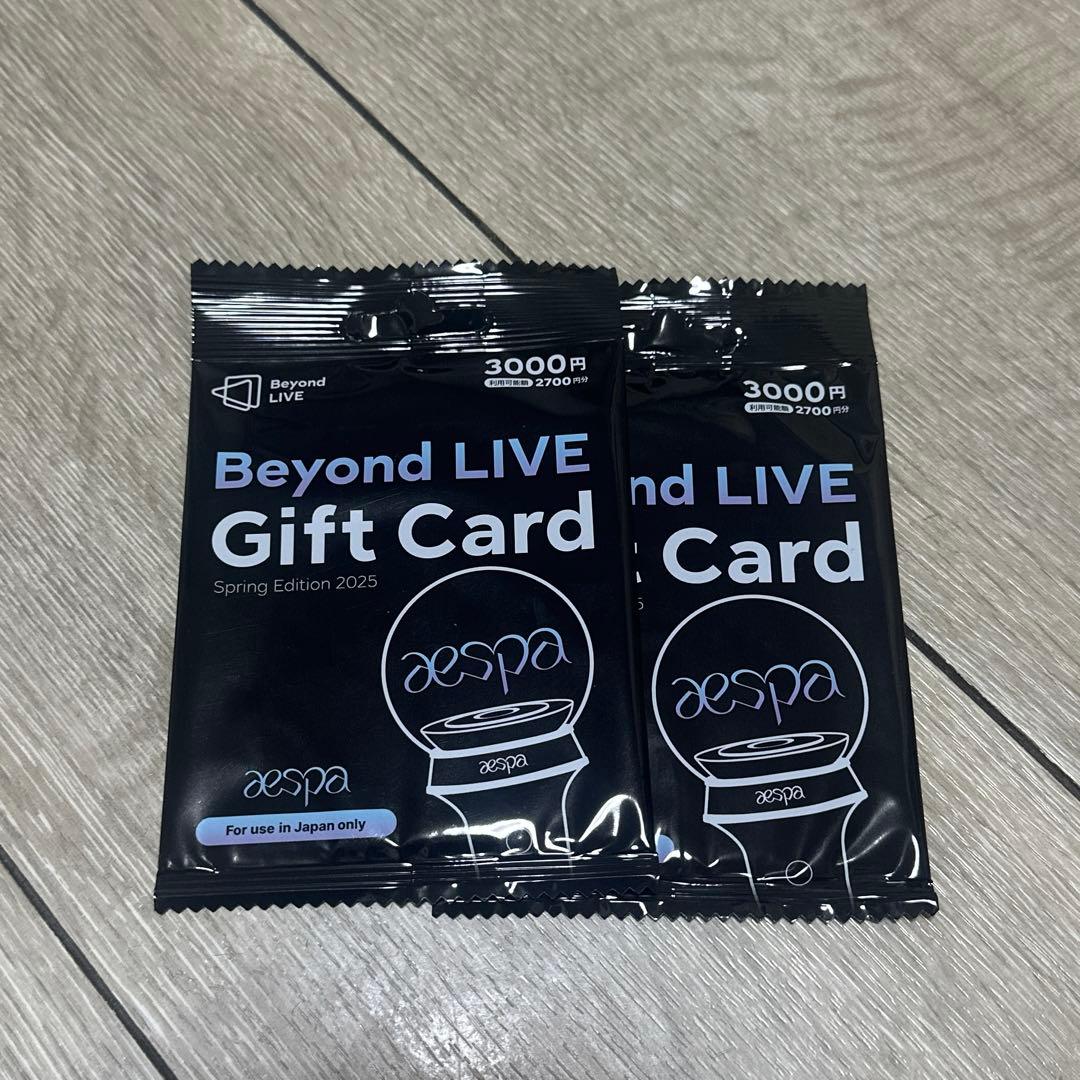 Beyond
LIVE
3000円
利用可能額 2700円分
Beyond LIVE
Gift Card
Spring Edition 2025
aespa
aespa
aespa
For use in Japan only
3000円
利用可能額 2700円分
nd LIVE
Card
5
aespa
aespa